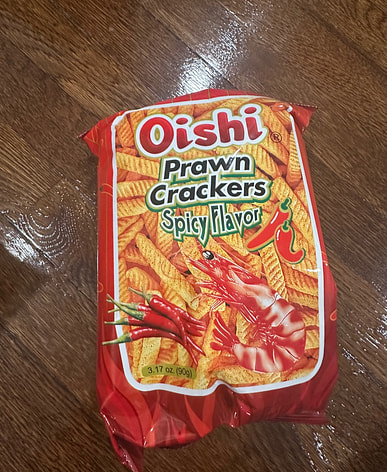 Oishi®
Prawn
Crackers
Spicy Flavor
3.17 oz. (90g)